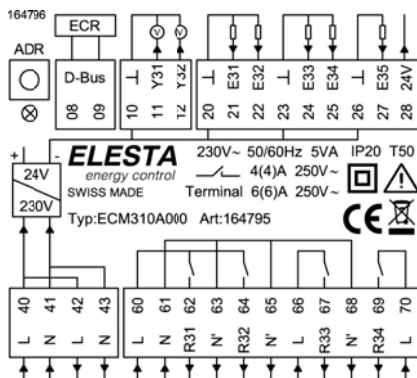 164796
ECR
ADR
D-Bus
08 09
⊥ Y31 Y32
10 11 12
⊥ E31 E32 ⊥ E33 E34 ⊥ E35 24V
20 21 22 23 24 25 26 27 28
+ -
24V
230V
ELESTA
energy control
SWISS MADE
230V~ 50/60Hz 5VA IP20 T50
4(4)A 250V~
Terminal 6(6)A 250V~
Typ:ECM310A000 Art:164795
CE
40 41 42 43
L N L N
60 61 62 63 64 65 66 67 68 69 70
L N R31 N' R32 N' L R33 N' R34 L